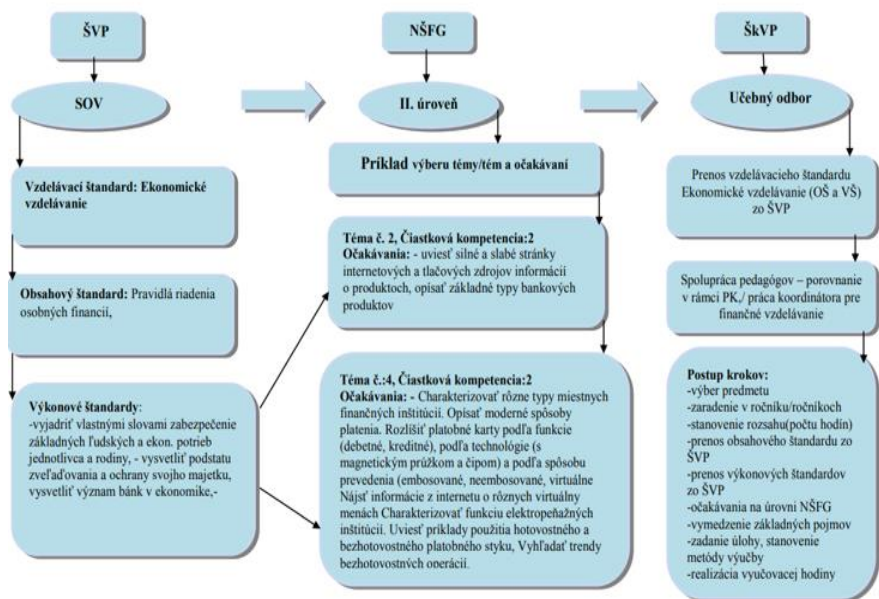 ŠVP
SOV
Vzdelávací štandard: Ekonomické
vzdelávanie
Obsahový štandard: Pravidlá riadenia
osobných financií,
Výkonové štandardy:
-vyjadriť vlastnými slovami zabezpečenie
základných ľudských a ekon. potrieb
jednotlivca a rodiny, - vysvetliť podstatu
zveľaďovania a ochrany svojho majetku,
vysvetliť význam bánk v ekonomike,-
NŠFG
II. úroveň
Príklad výberu témy/tém a očakávaní
Téma č. 2, Čiastková kompetencia:2
Očakávania: - uviesť silné a slabé stránky
internetových a tlačových zdrojov informácií
o produktoch, opísať základné typy bankových
produktov
Téma č.:4, Čiastková kompetencia:2
Očakávania: - Charakterizovať rôzne typy miestnych
finančných inštitúcií. Opísať moderné spôsoby
platenia. Rozlíšiť platobné karty podľa funkcie
(debetné, kreditné), podľa technológie (s
magnetickým prúžkom a čipom) a podľa spôsobu
prevedenia (embosované, neembosované, virtuálne
Nájsť informácie z internetu o rôznych virtuálny
menách Charakterizovať funkciu elektropeňažných
inštitúcií. Uviesť príklady použitia hotovostného a
bezhotovostného platobného styku, Vyhľadať trendy
bezhotovostných operácií.
ŠkVP
Učebný odbor
Prenos vzdelávacieho štandardu
Ekonomické vzdelávanie (OŠ a VŠ)
zo ŠVP
Spolupráca pedagógov – porovnanie
v rámci PK,/ práca koordinátora pre
finančné vzdelávanie
Postup krokov:
-výber predmetu
-zaradenie v ročníku/ročníkoch
-stanovenie rozsahu(počtu hodín)
-prenos obsahového štandardu zo
ŠVP
-prenos výkonových štandardov
zo ŠVP
-očakávania na úrovni NŠFG
-vymedzenie základných pojmov
-zadanie úlohy, stanovenie
metódy výučby
-realizácia vyučovacej hodiny